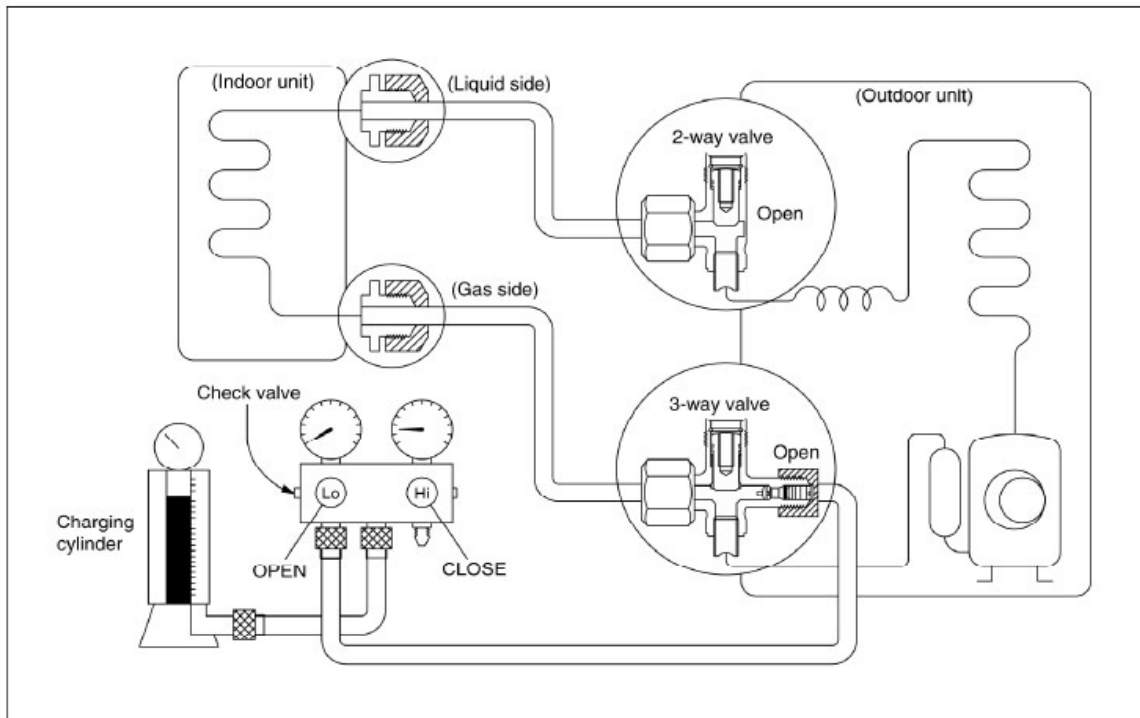 (Indoor unit)
(Liquid side)
(Outdoor unit)
2-way valve
Open
(Gas side)
3-way valve
Open
Check valve
Lo
Hi
Charging
cylinder
OPEN
CLOSE